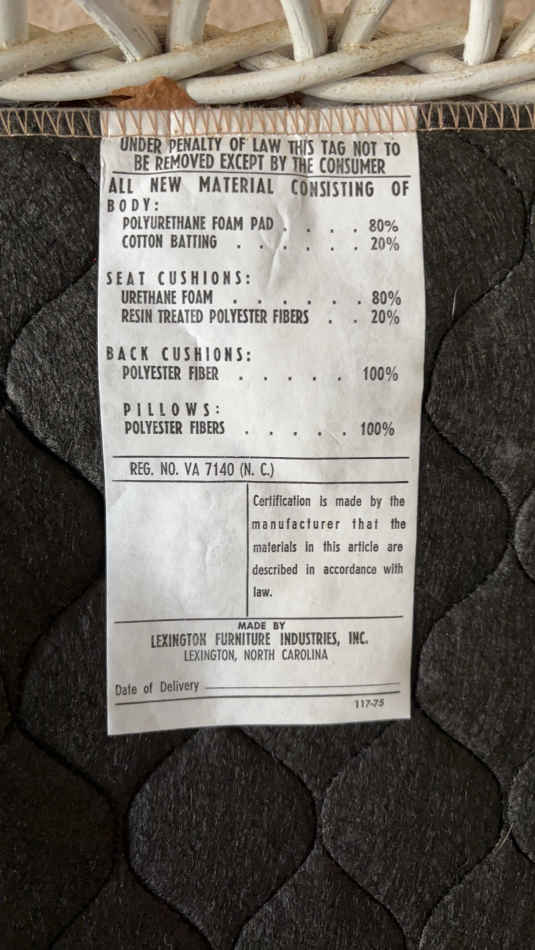 UNDER PENALTY OF LAW THIS TAG NOT TO
BE REMOVED EXCEPT BY THE CONSUMER
ALL NEW MATERIAL CONSISTING OF
BODY:
POLYURETHANE FOAM PAD . . . . 80%
COTTON BATTING . . . . . . 20%
SEAT CUSHIONS:
URETHANE FOAM . . . . . . 80%
RESIN TREATED POLYESTER FIBERS . . 20%
BACK CUSHIONS:
POLYESTER FIBER . . . . . 100%
PILLOWS:
POLYESTER FIBERS . . . . . 100%
REG. NO. VA 7140 (N. C.)
Certification is made by the
manufacturer that the
materials in this article are
described in accordance with
law.
MADE BY
LEXINGTON FURNITURE INDUSTRIES, INC.
LEXINGTON, NORTH CAROLINA
Date of Delivery
117-75